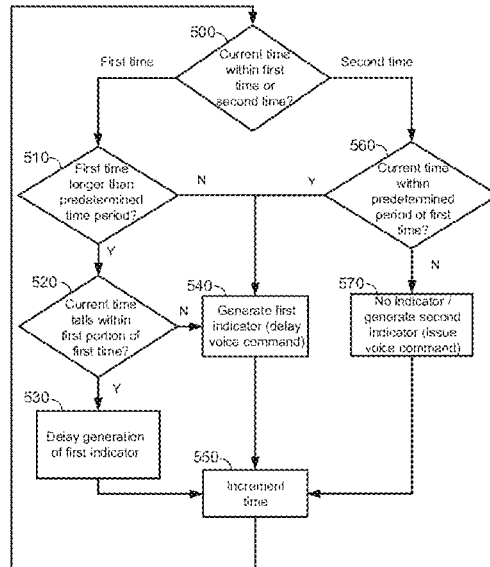 500
Current time
within first
time or
second time?
First time
Second time
510
First time
longer than
predetermined
time period?
N
Y
560
Current time
within
predetermined
period of first
time?
Y
N
520
Current time
falls within
first portion of
first time?
N
Y
540
Generate first
indicator (delay
voice command)
570
No indicator /
generate second
indicator (issue
voice command)
530
Delay generation
of first indicator
550
Increment
time